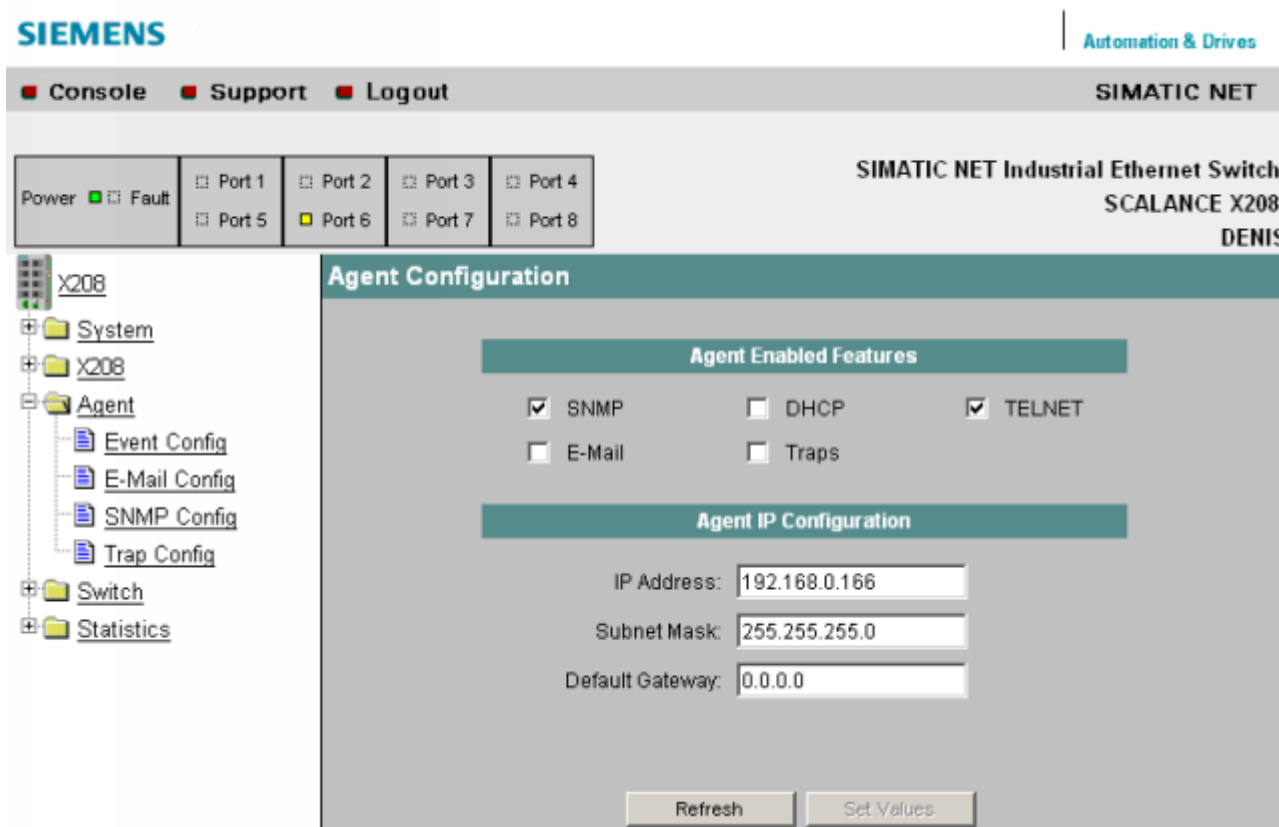 SIEMENS
Automation & Drives
Console Support Logout SIMATIC NET
Power Fault Port 1 Port 2 Port 3 Port 4
Port 5 Port 6 Port 7 Port 8
SIMATIC NET Industrial Ethernet Switch
SCALANCE X208
DENIS
X208
System
X208
Agent
Event Config
E-Mail Config
SNMP Config
Trap Config
Switch
Statistics
Agent Configuration
Agent Enabled Features
SNMP DHCP TELNET
E-Mail Traps
Agent IP Configuration
IP Address: 192.168.0.166
Subnet Mask: 255.255.255.0
Default Gateway: 0.0.0.0
Refresh Set Values